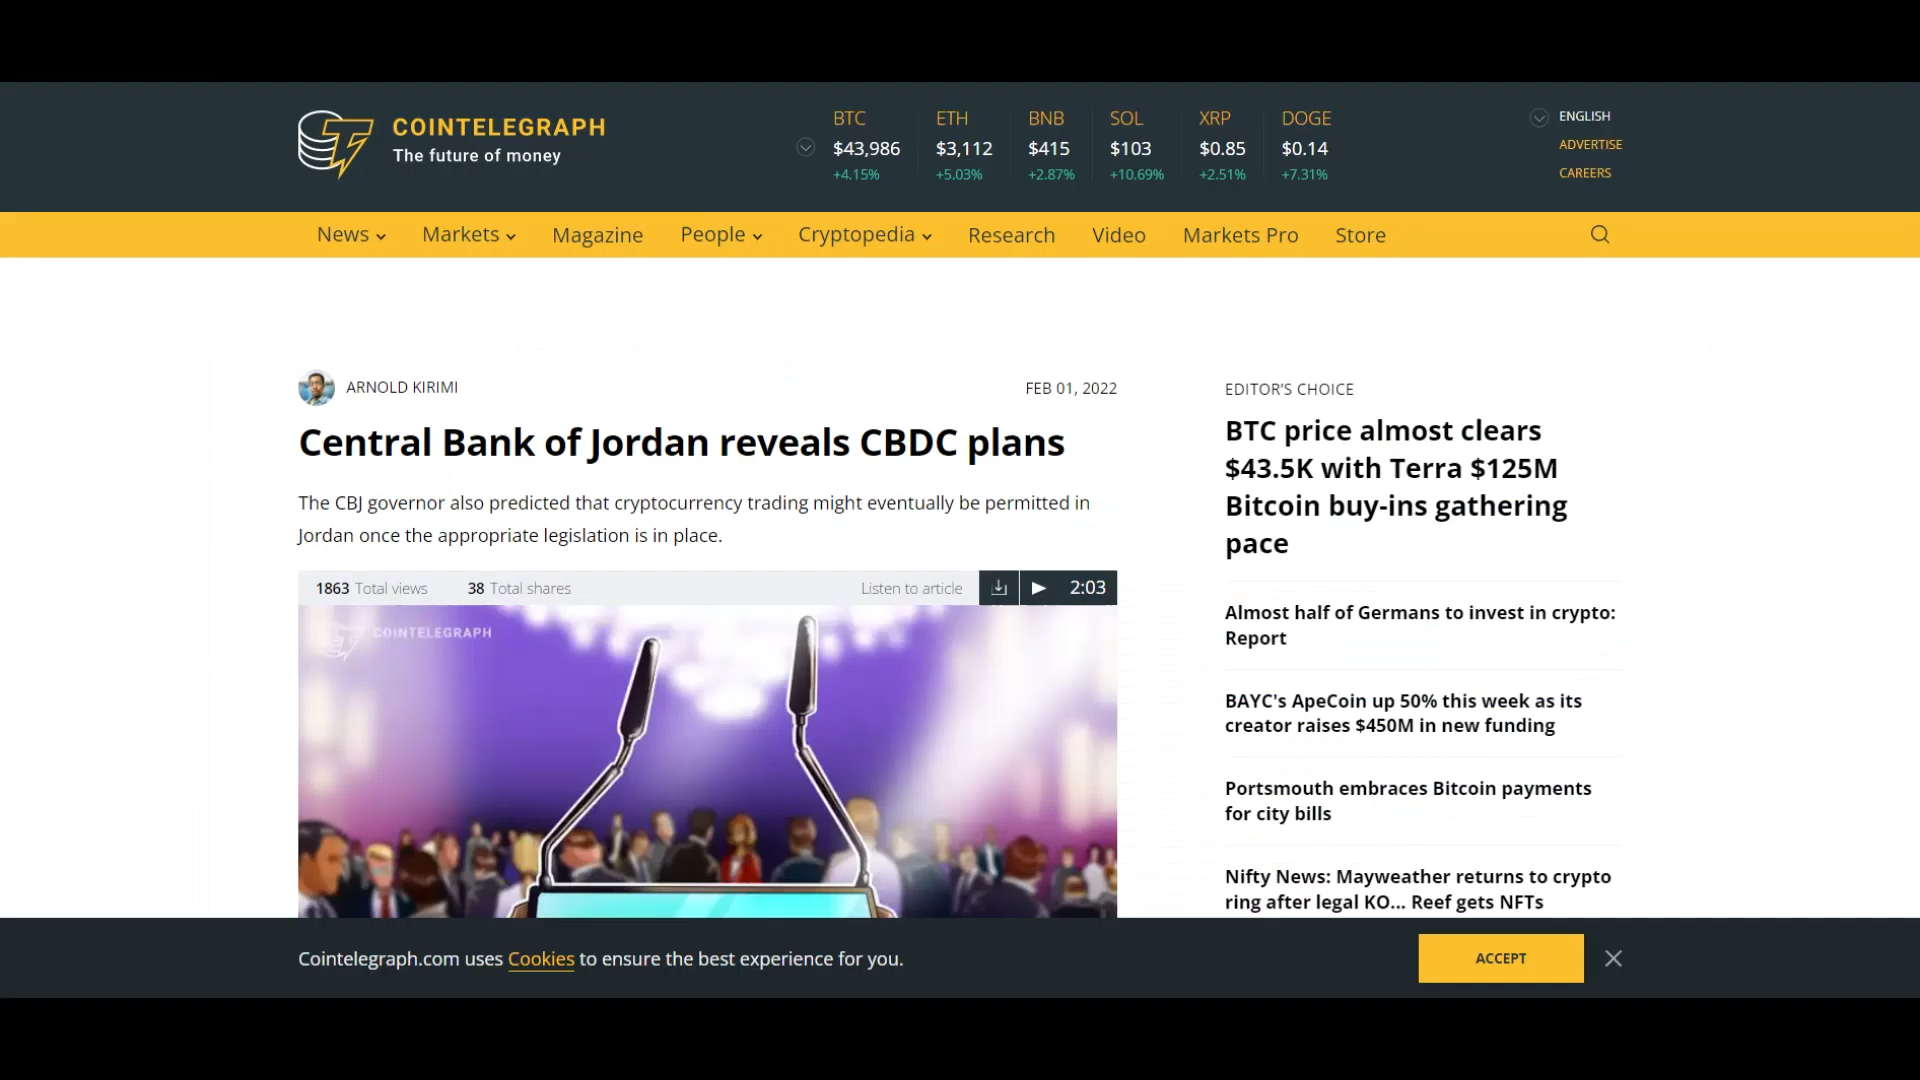 COINTELEGRAPH
The future of money
BTC ETH BNB SOL XRP DOGE
$43,986 $3,112 $415 $103 $0.85 $0.14
+4.15% +5.03% +2.87% +10.69% +2.51% +7.31%
ENGLISH
ADVERTISE
CAREERS
News Markets Magazine People Cryptopedia Research Video Markets Pro Store
ARNOLD KIRIMI FEB 01, 2022
Central Bank of Jordan reveals CBDC plans
The CBJ governor also predicted that cryptocurrency trading might eventually be permitted in
Jordan once the appropriate legislation is in place.
1863 Total views 38 Total shares Listen to article 2:03
COINTELEGRAPH
EDITOR'S CHOICE
BTC price almost clears
$43.5K with Terra $125M
Bitcoin buy-ins gathering
pace
Almost half of Germans to invest in crypto:
Report
BAYC's ApeCoin up 50% this week as its
creator raises $450M in new funding
Portsmouth embraces Bitcoin payments
for city bills
Nifty News: Mayweather returns to crypto
ring after legal KO... Reef gets NFTs
Cointelegraph.com uses Cookies to ensure the best experience for you.
ACCEPT